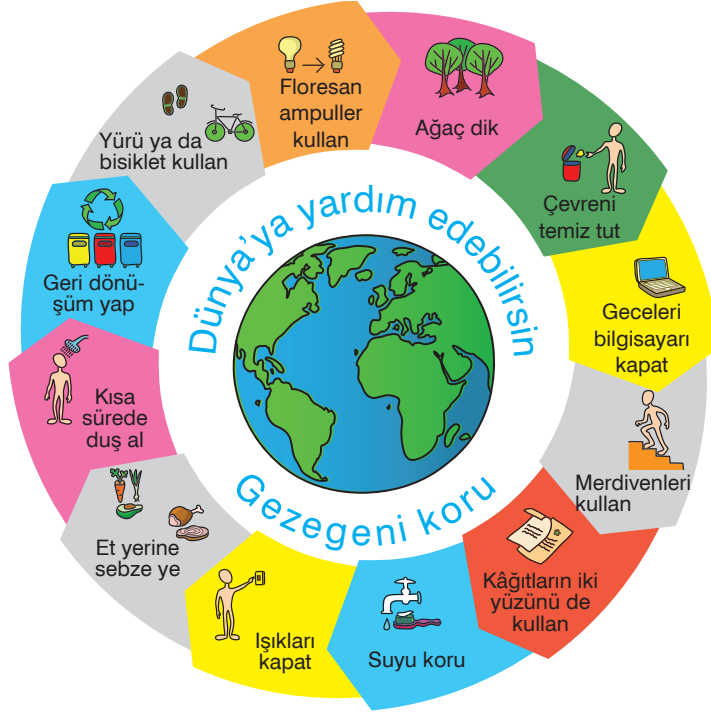 Floresan
ampuller
kullan
Ağaç dik
Çevreni
temiz tut
Geceleri
bilgisayarı
kapat
Merdivenleri
kullan
Kâğıtların iki
yüzünü de
kullan
Suyu koru
Işıkları
kapat
Et yerine
sebze ye
Kısa
sürede
duş al
Geri dönü-
şüm yap
Yürü ya da
bisiklet kullan
Dünya'ya yardım edebilirsin
Gezegeni koru